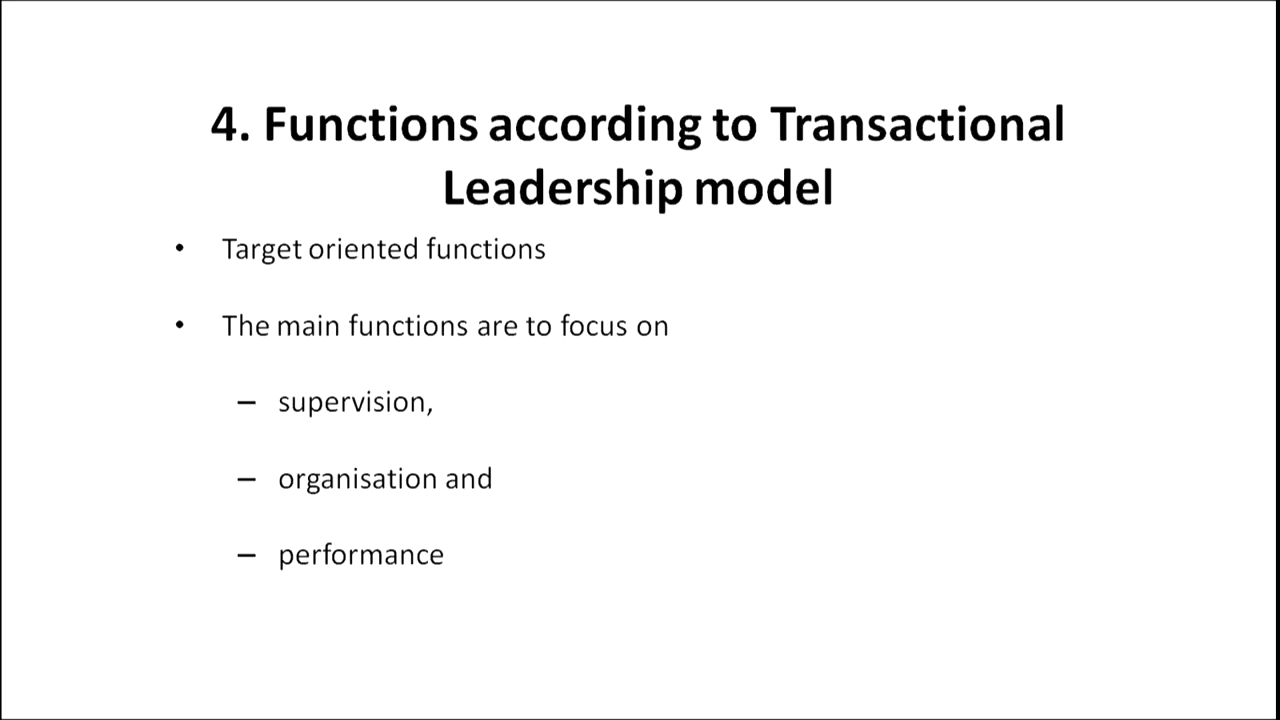 4. Functions according to Transactional
Leadership model
• Target oriented functions
• The main functions are to focus on
– supervision,
– organisation and
– performance